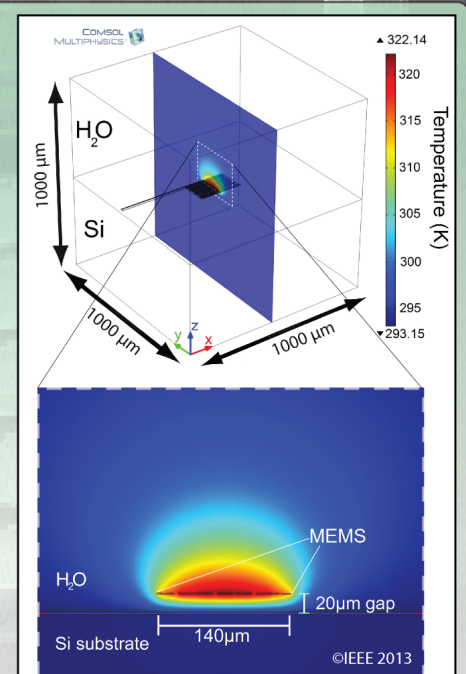 COMSOL
MULTIPHYSICS
▲ 322.14
320
315
310
305
300
295
▼ 293.15
Temperature (K)
H₂O
Si
1000 µm
1000 µm
1000 µm
y
z
x
MEMS
H₂O
20µm gap
Si substrate
140µm
©IEEE 2013